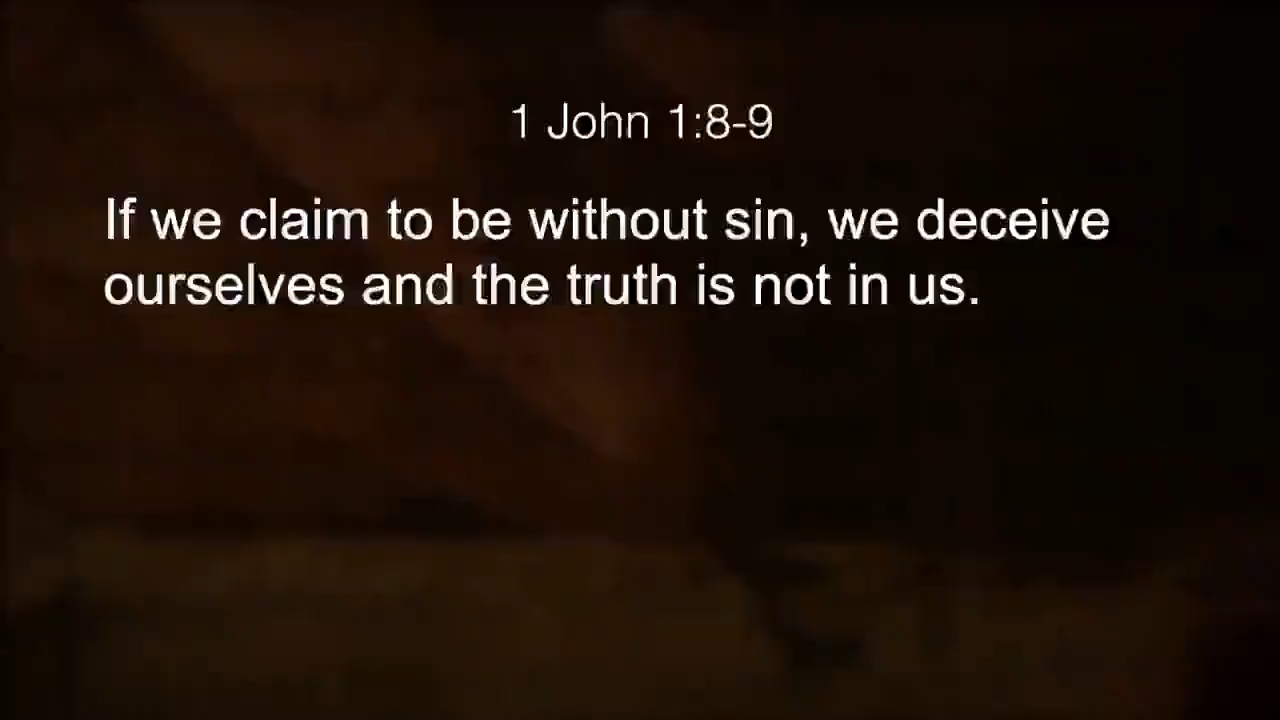 1 John 1:8-9
If we claim to be without sin, we deceive
ourselves and the truth is not in us.